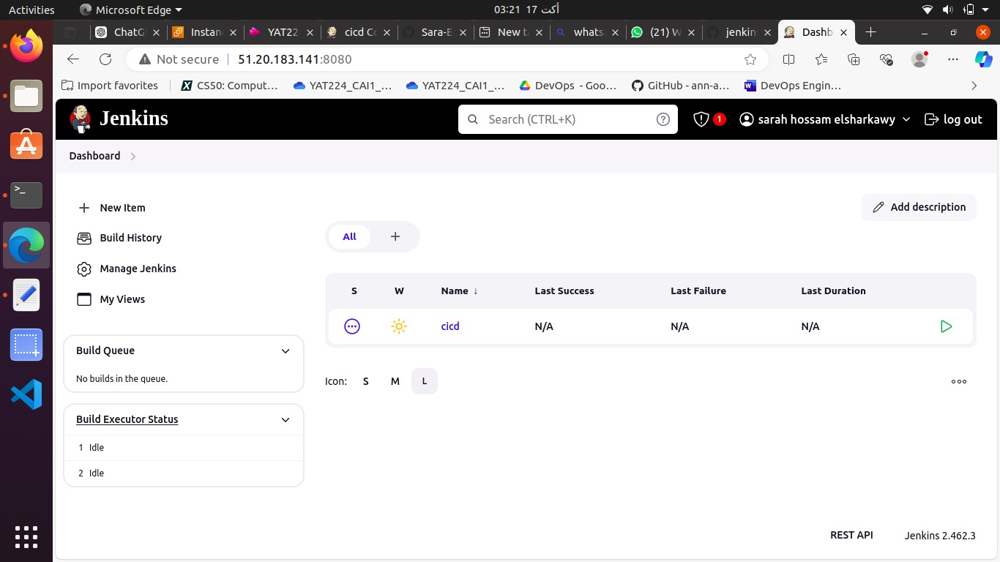 Activities Microsoft Edge 03:21 17 أكت
ChatG Instan YAT22- cicd Co Sara-E New ta whatsa (21) W jenkin Dashb
Not secure 51.20.183.141:8080
Import favorites CS50: Comput... YAT224_CAI1_... YAT224_CAI1_... DevOps - Goo... GitHub - ann-a... DevOps Engin...
Jenkins Search (CTRL+K) 1 sarah hossam elsharkawy log out
Dashboard
New Item
Build History
Manage Jenkins
My Views
Build Queue
No builds in the queue.
Build Executor Status
1 Idle
2 Idle
Add description
All +
S W Name ↓ Last Success Last Failure Last Duration
cicd N/A N/A N/A
Icon: S M L
REST API Jenkins 2.462.3